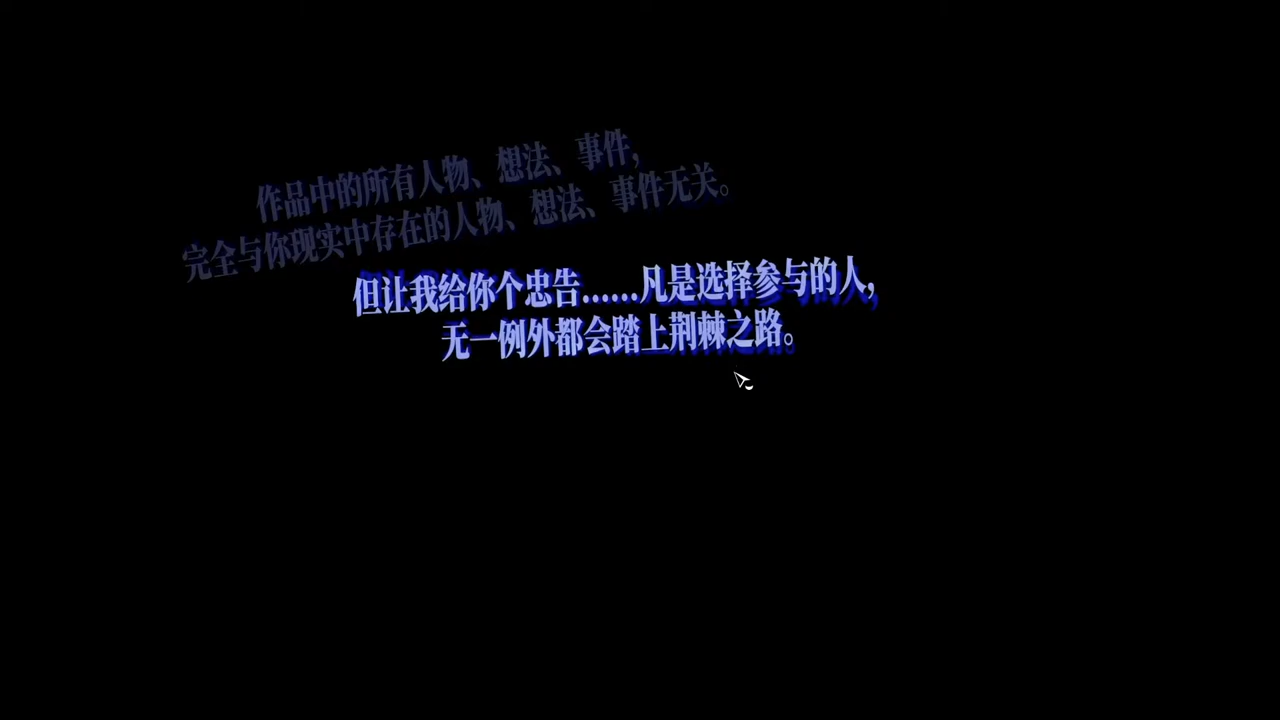 作品中的所有人物、想法、事件，
完全与你现实中存在的人物、想法、事件无关。
但让我给你个忠告……凡是选择参与的人，
无一例外都会踏上荆棘之路。